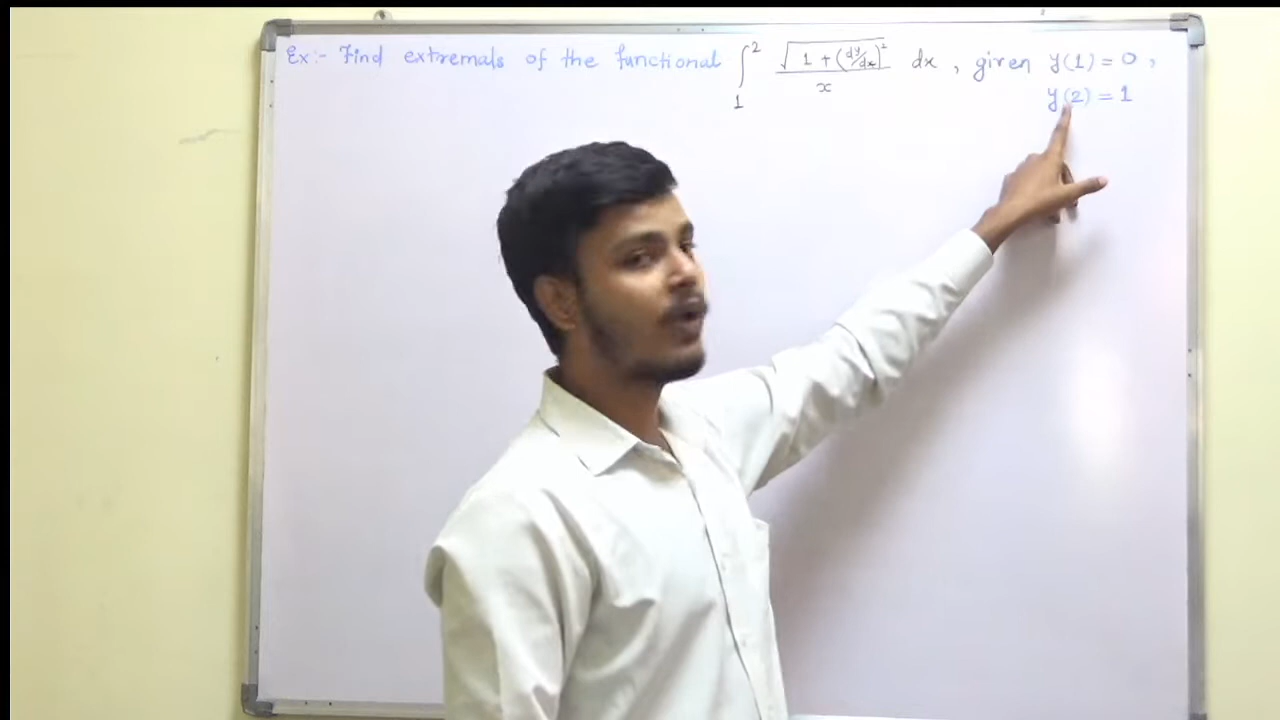 Ex:- Find extremals of the functional ∫₁² √(1 + (dy/dx)²) / x dx , given y(1) = 0 ,
y(2) = 1